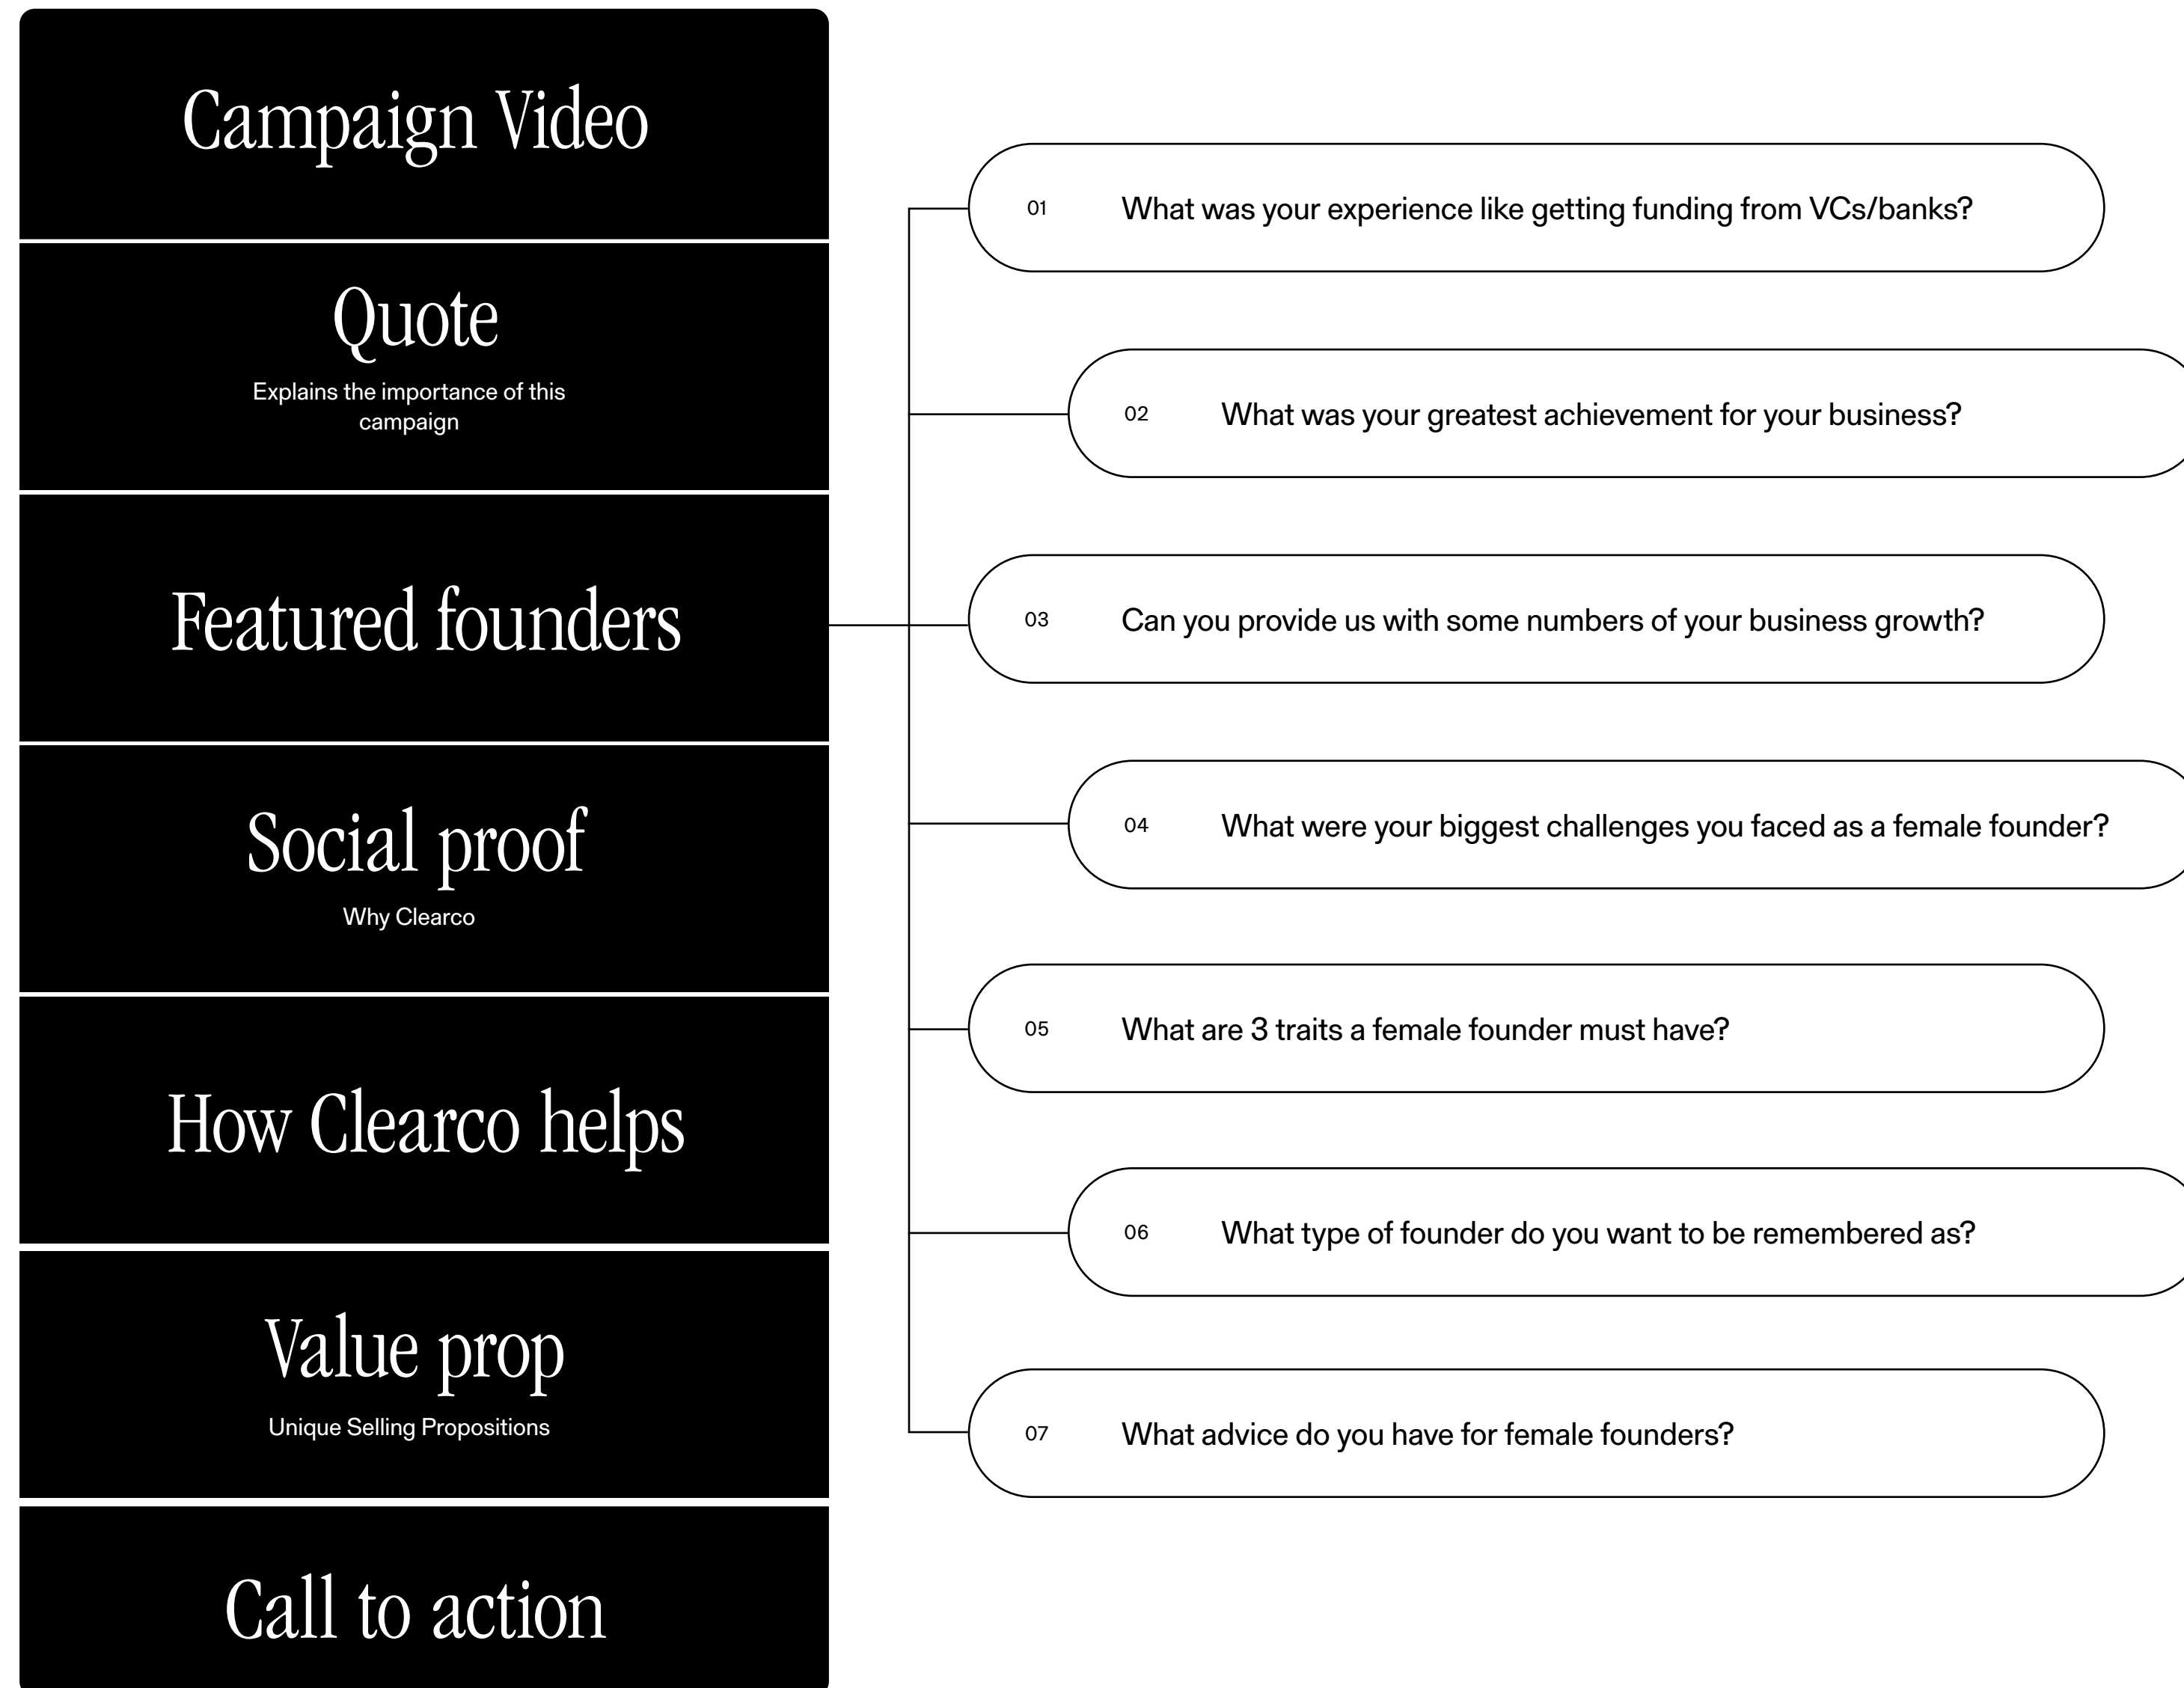 Campaign Video
Quote
Explains the importance of this
campaign
Featured founders
Social proof
Why Clearco
How Clearco helps
Value prop
Unique Selling Propositions
Call to action
01 What was your experience like getting funding from VCs/banks?
02 What was your greatest achievement for your business?
03 Can you provide us with some numbers of your business growth?
04 What were your biggest challenges you faced as a female founder?
05 What are 3 traits a female founder must have?
06 What type of founder do you want to be remembered as?
07 What advice do you have for female founders?